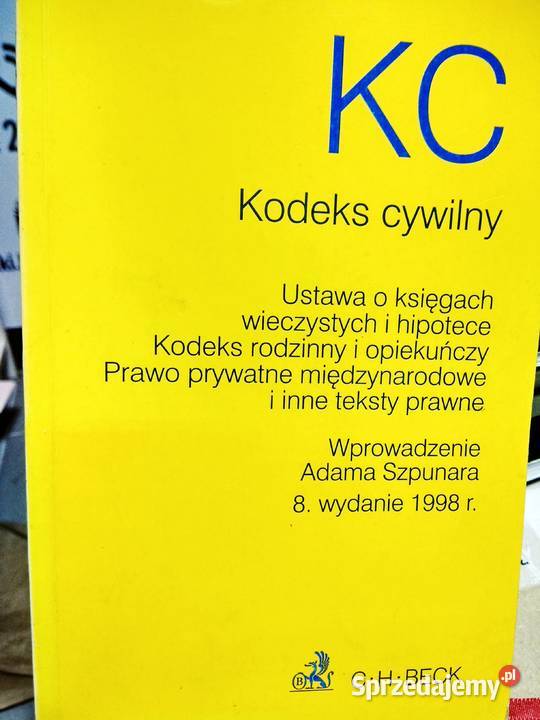 KC
Kodeks cywilny
Ustawa o księgach
wieczystych i hipotece
Kodeks rodzinny i opiekuńczy
Prawo prywatne międzynarodowe
i inne teksty prawne
Wprowadzenie
Adama Szpunara
8. wydanie 1998 r.
C·H·BECK
Sprzedajemy.pl